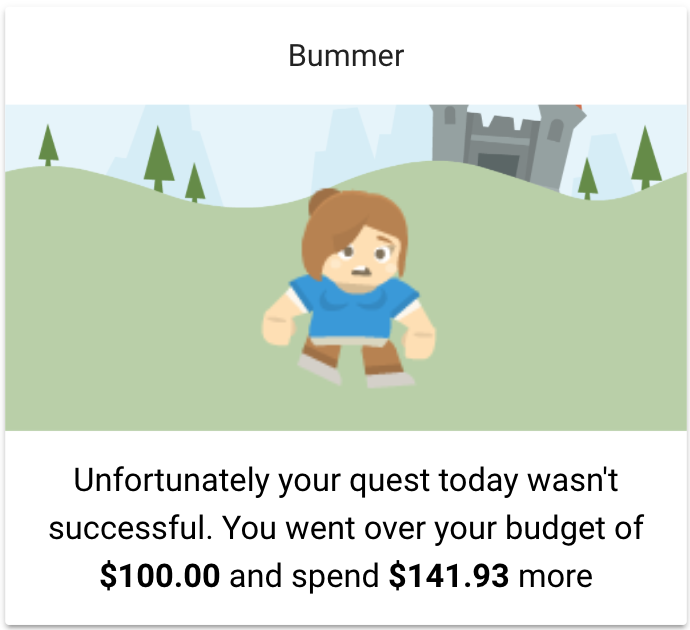 Bummer
Unfortunately your quest today wasn't
successful. You went over your budget of
$100.00 and spend $141.93 more